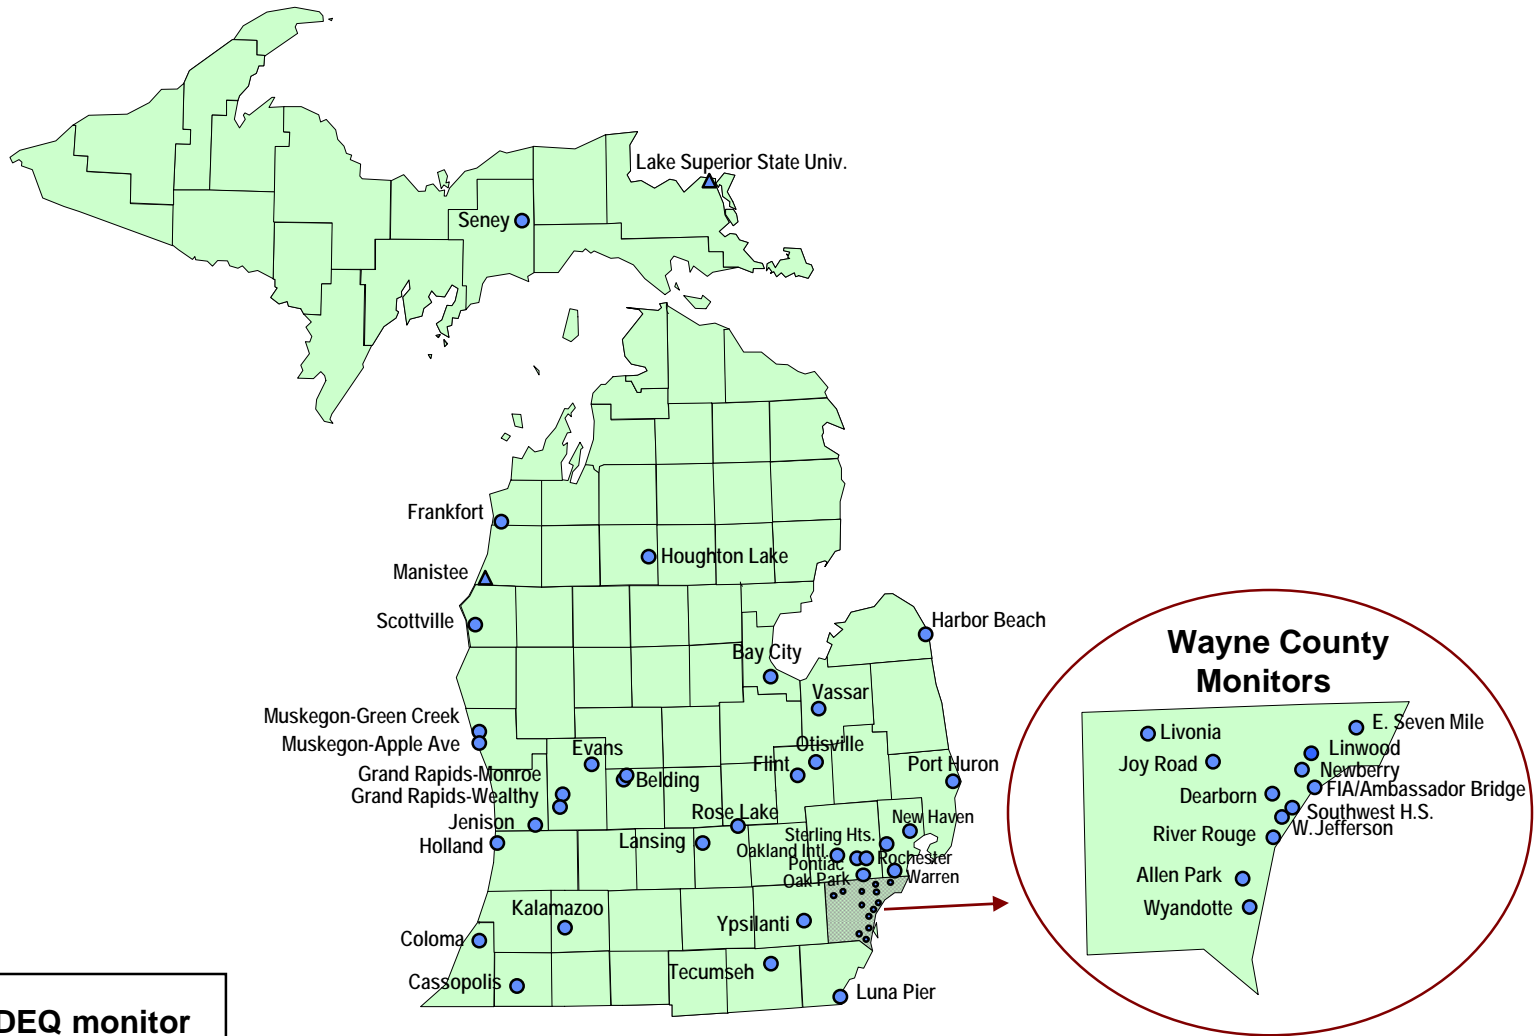 Lake Superior State Univ.
Seney
Frankfort
Houghton Lake
Manistee
Scottville
Harbor Beach
Bay City
Vassar
Muskegon-Green Creek
Muskegon-Apple Ave
Evans
Otisville
Flint
Port Huron
Grand Rapids-Monroe
Belding
Grand Rapids-Wealthy
Rose Lake
New Haven
Jenison
Holland
Lansing
Sterling Hts.
Oakland Intl.
Pontiac
Rochester
Oak Park
Warren
Kalamazoo
Ypsilanti
Coloma
Tecumseh
Cassopolis
Luna Pier
Wayne County
Monitors
E. Seven Mile
Livonia
Linwood
Joy Road
Newberry
FIA/Ambassador Bridge
Dearborn
Southwest H.S.
W.Jefferson
River Rouge
Allen Park
Wyandotte
DEQ monitor